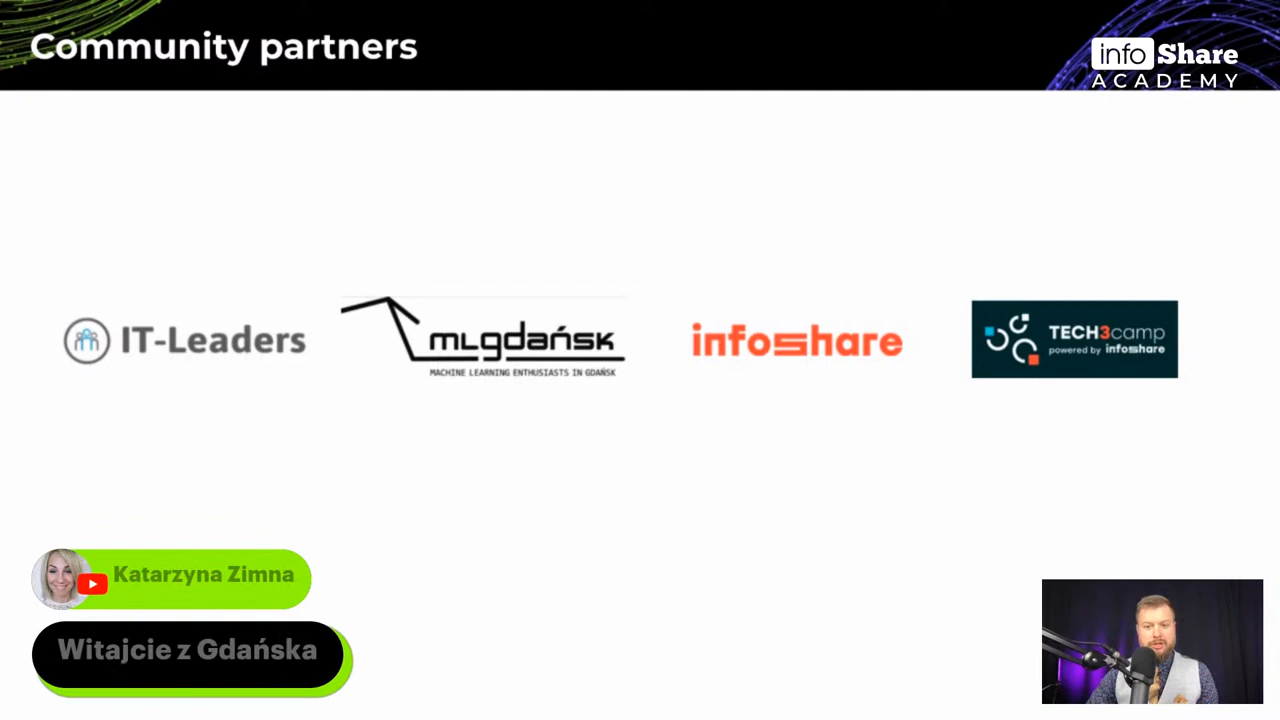 Community partners
info Share
ACADEMY
IT-Leaders
mLgdańsk
MACHINE LEARNING ENTHUSIASTS IN GDAŃSK
infoshare
TECH3camp
powered by infoshare
Katarzyna Zimna
Witajcie z Gdańska